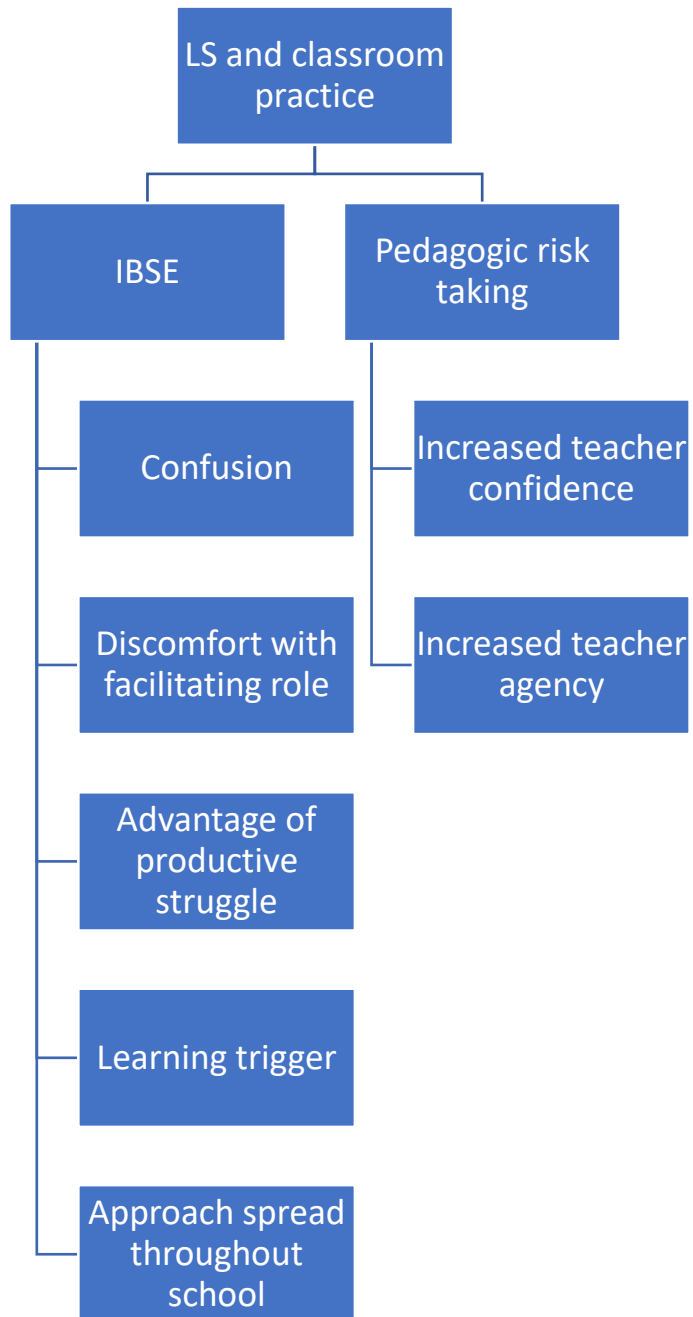 LS and classroom
practice
IBSE
Pedagogic risk
taking
Confusion
Increased teacher
confidence
Discomfort with
facilitating role
Increased teacher
agency
Advantage of
productive
struggle
Learning trigger
Approach spread
throughout
school